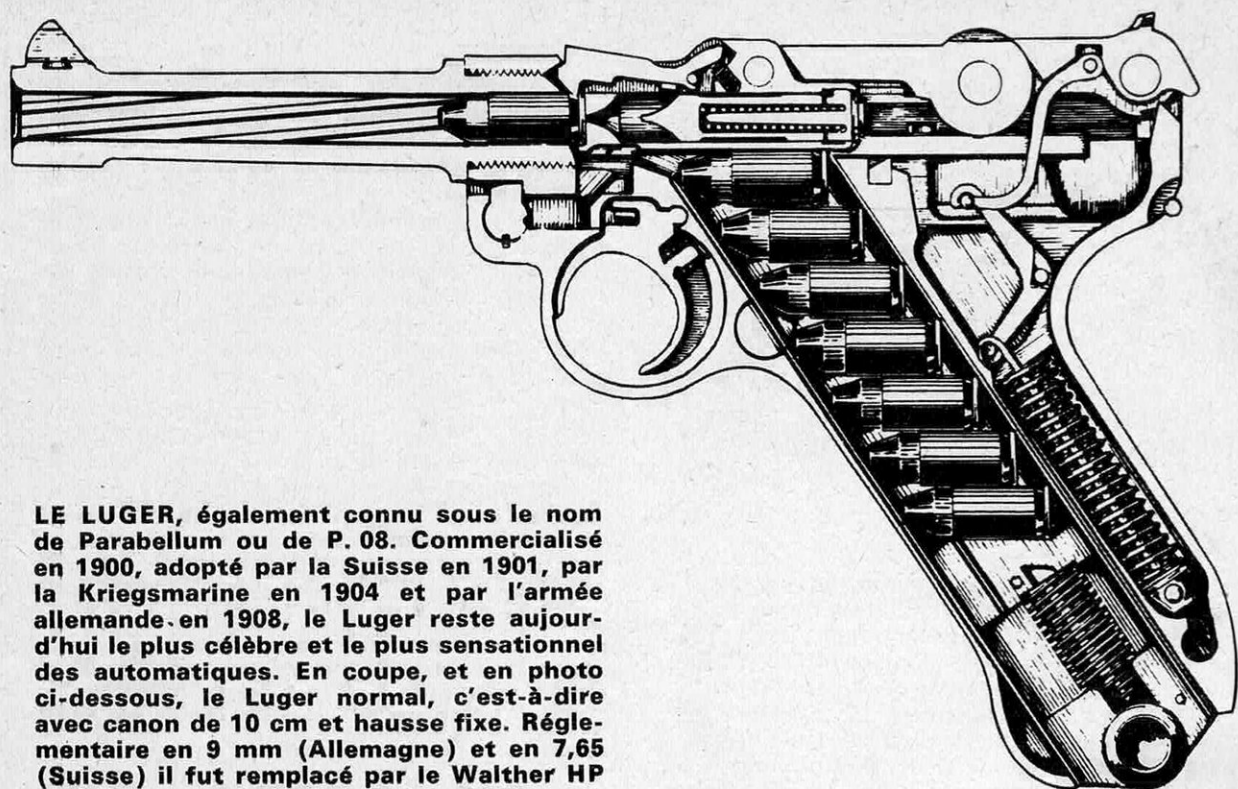 LE LUGER, également connu sous le nom
de Parabellum ou de P. 08. Commercialisé
en 1900, adopté par la Suisse en 1901, par
la Kriegsmarine en 1904 et par l'armée
allemande en 1908, le Luger reste aujour-
d'hui le plus célèbre et le plus sensationnel
des automatiques. En coupe, et en photo
ci-dessous, le Luger normal, c'est-à-dire
avec canon de 10 cm et hausse fixe. Régle-
mentaire en 9 mm (Allemagne) et en 7,65
(Suisse) il fut remplacé par le Walther HP